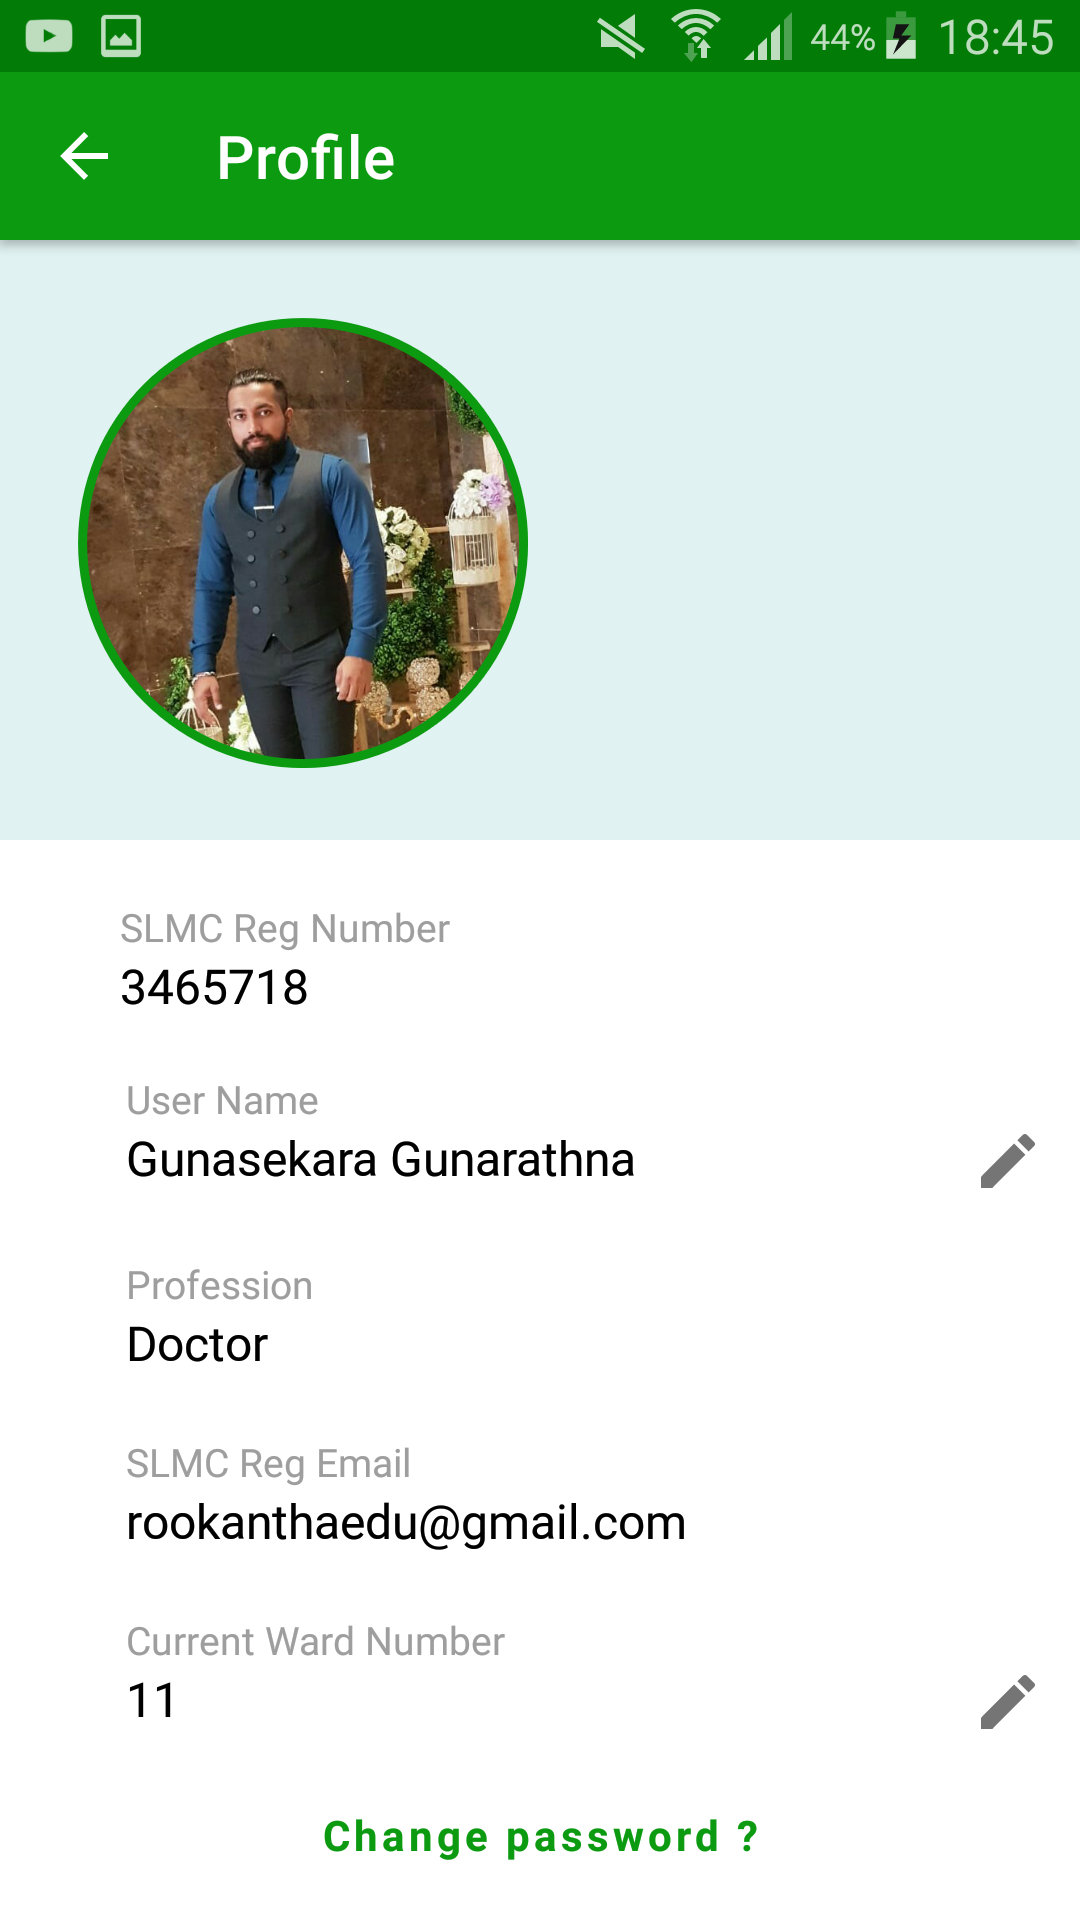 44% 18:45
Profile
SLMC Reg Number
3465718
User Name
Gunasekara Gunarathna
Profession
Doctor
SLMC Reg Email
rookanthaedu@gmail.com
Current Ward Number
11
Change password ?